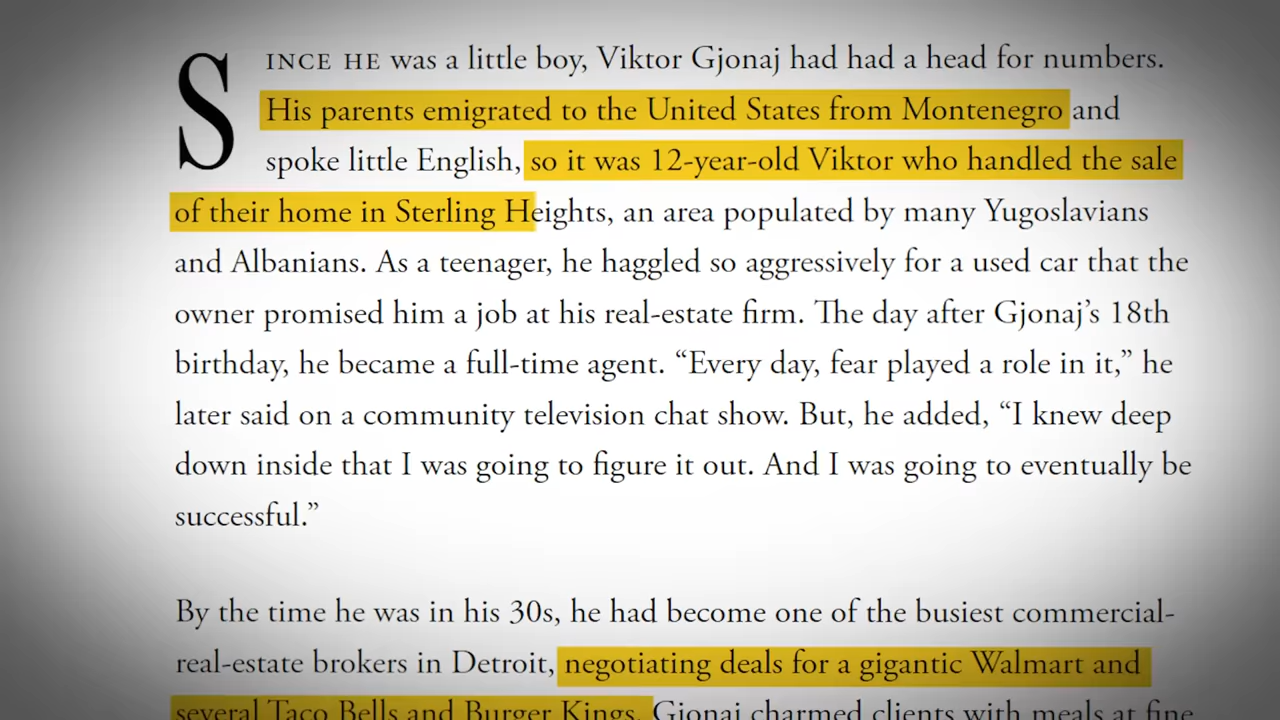 SINCE HE was a little boy, Viktor Gjonaj had had a head for numbers.
His parents emigrated to the United States from Montenegro and
spoke little English, so it was 12-year-old Viktor who handled the sale
of their home in Sterling Heights, an area populated by many Yugoslavians
and Albanians. As a teenager, he haggled so aggressively for a used car that the
owner promised him a job at his real-estate firm. The day after Gjonaj’s 18th
birthday, he became a full-time agent. “Every day, fear played a role in it,” he
later said on a community television chat show. But, he added, “I knew deep
down inside that I was going to figure it out. And I was going to eventually be
successful.”
By the time he was in his 30s, he had become one of the busiest commercial-
real-estate brokers in Detroit, negotiating deals for a gigantic Walmart and
several Taco Bells and Burger Kings. Gjonaj charmed clients with meals at fine